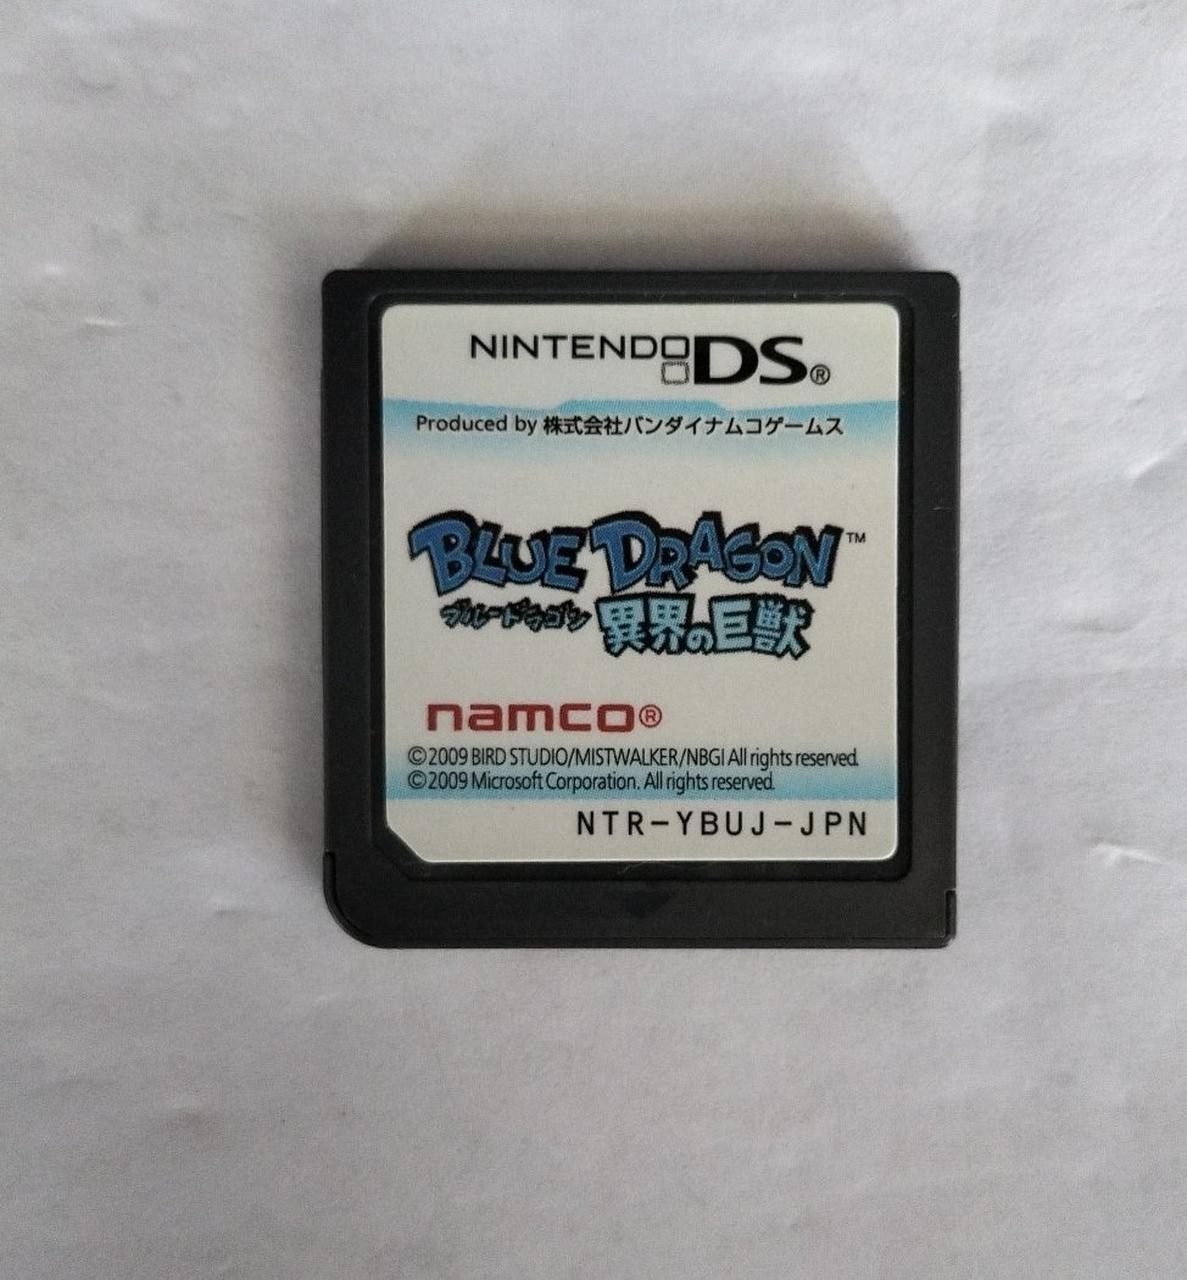 NINTENDO DS®
Produced by 株式会社バンダイナムコゲームス
BLUE DRAGON™
ブルードラゴン 異界の巨獣
namco®
©2009 BIRD STUDIO/MISTWALKER/NBGI All rights reserved.
©2009 Microsoft Corporation. All rights reserved.
NTR-YBUJ-JPN